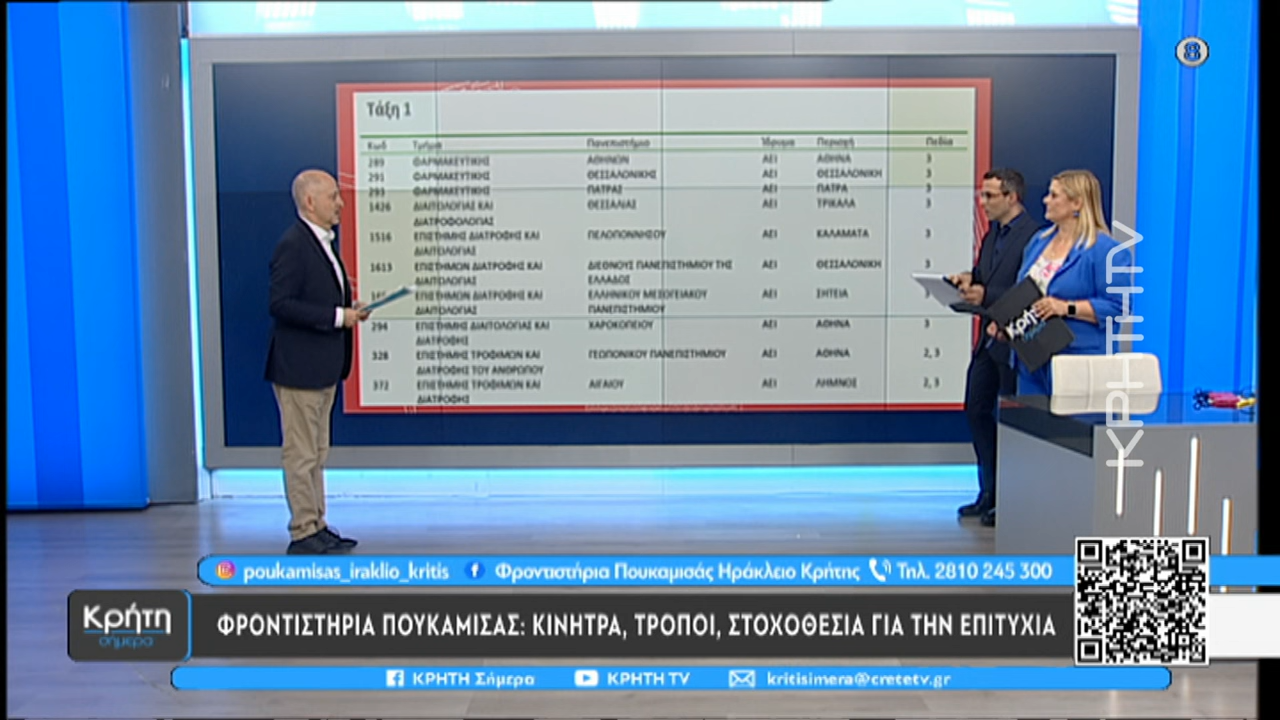 8
Τάξη 1
Κωδ Τμήμα Πανεπιστήμιο Ίδρυμα Περιοχή Πεδία
289 ΦΑΡΜΑΚΕΥΤΙΚΗΣ ΑΘΗΝΩΝ ΑΕΙ ΑΘΗΝΑ 3
291 ΦΑΡΜΑΚΕΥΤΙΚΗΣ ΘΕΣΣΑΛΟΝΙΚΗΣ ΑΕΙ ΘΕΣΣΑΛΟΝΙΚΗ 3
293 ΦΑΡΜΑΚΕΥΤΙΚΗΣ ΠΑΤΡΑΣ ΑΕΙ ΠΑΤΡΑ 3
1426 ΔΙΑΙΤΟΛΟΓΙΑΣ ΚΑΙ ΘΕΣΣΑΛΙΑΣ ΑΕΙ ΤΡΙΚΑΛΑ 3
ΔΙΑΤΡΟΦΟΛΟΓΙΑΣ
1516 ΕΠΙΣΤΗΜΗΣ ΔΙΑΤΡΟΦΗΣ ΚΑΙ ΠΕΛΟΠΟΝΝΗΣΟΥ ΑΕΙ ΚΑΛΑΜΑΤΑ 3
ΔΙΑΙΤΟΛΟΓΙΑΣ
1613 ΕΠΙΣΤΗΜΩΝ ΔΙΑΤΡΟΦΗΣ ΚΑΙ ΔΙΕΘΝΟΥΣ ΠΑΝΕΠΙΣΤΗΜΙΟΥ ΤΗΣ ΑΕΙ ΘΕΣΣΑΛΟΝΙΚΗ 3
ΔΙΑΙΤΟΛΟΓΙΑΣ ΕΛΛΑΔΟΣ
ΕΠΙΣΤΗΜΩΝ ΔΙΑΤΡΟΦΗΣ ΚΑΙ ΕΛΛΗΝΙΚΟΥ ΜΕΣΟΓΕΙΑΚΟΥ ΑΕΙ ΣΗΤΕΙΑ
ΔΙΑΙΤΟΛΟΓΙΑΣ ΠΑΝΕΠΙΣΤΗΜΙΟΥ
294 ΕΠΙΣΤΗΜΗΣ ΔΙΑΙΤΟΛΟΓΙΑΣ ΚΑΙ ΧΑΡΟΚΟΠΕΙΟΥ ΑΕΙ ΑΘΗΝΑ 3
ΔΙΑΤΡΟΦΗΣ
328 ΕΠΙΣΤΗΜΗΣ ΤΡΟΦΙΜΩΝ ΚΑΙ ΓΕΩΠΟΝΙΚΟΥ ΠΑΝΕΠΙΣΤΗΜΙΟΥ ΑΕΙ ΑΘΗΝΑ 2, 3
ΔΙΑΤΡΟΦΗΣ ΤΟΥ ΑΝΘΡΩΠΟΥ
372 ΕΠΙΣΤΗΜΗΣ ΤΡΟΦΙΜΩΝ ΚΑΙ ΑΙΓΑΙΟΥ ΑΕΙ ΛΗΜΝΟΣ 2, 3
ΔΙΑΤΡΟΦΗΣ
Κρήτη
σήμερα
ΚΡΗΤΗ TV
poukamisas_iraklio_kritis Φροντιστήρια Πουκαμισάς Ηράκλειο Κρήτης Τηλ. 2810 245 300
Κρήτη
σήμερα
ΦΡΟΝΤΙΣΤΗΡΙΑ ΠΟΥΚΑΜΙΣΑΣ: ΚΙΝΗΤΡΑ, ΤΡΟΠΟΙ, ΣΤΟΧΟΘΕΣΙΑ ΓΙΑ ΤΗΝ ΕΠΙΤΥΧΙΑ
ΚΡΗΤΗ Σήμερα ΚΡΗΤΗ TV kritisimera@cretetv.gr